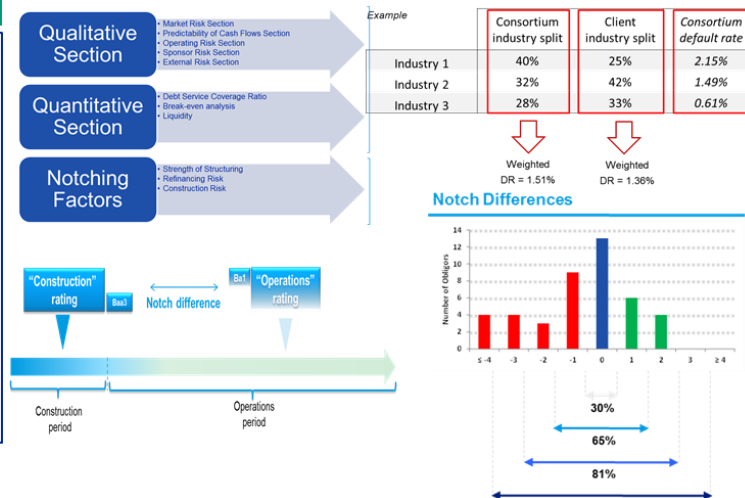 Qualitative
Section
• Market Risk Section
• Predictability of Cash Flows Section
• Operating Risk Section
• Sponsor Risk Section
• External Risk Section
Quantitative
Section
• Debt Service Coverage Ratio
• Break-even analysis
• Liquidity
Notching
Factors
• Strength of Structuring
• Refinancing Risk
• Construction Risk
Example
Consortium industry split Client industry split Consortium default rate
Industry 1 40% 25% 2.15%
Industry 2 32% 42% 1.49%
Industry 3 28% 33% 0.61%
Weighted
DR = 1.51%
Weighted
DR = 1.36%
"Construction"
rating
Baa3
Notch difference
Ba1
"Operations"
rating
Construction
period
Operations
period
Notch Differences
Number of Obligors
14
12
10
8
6
4
2
0
≤ -4 -3 -2 -1 0 1 2 3 ≥ 4
30%
65%
81%